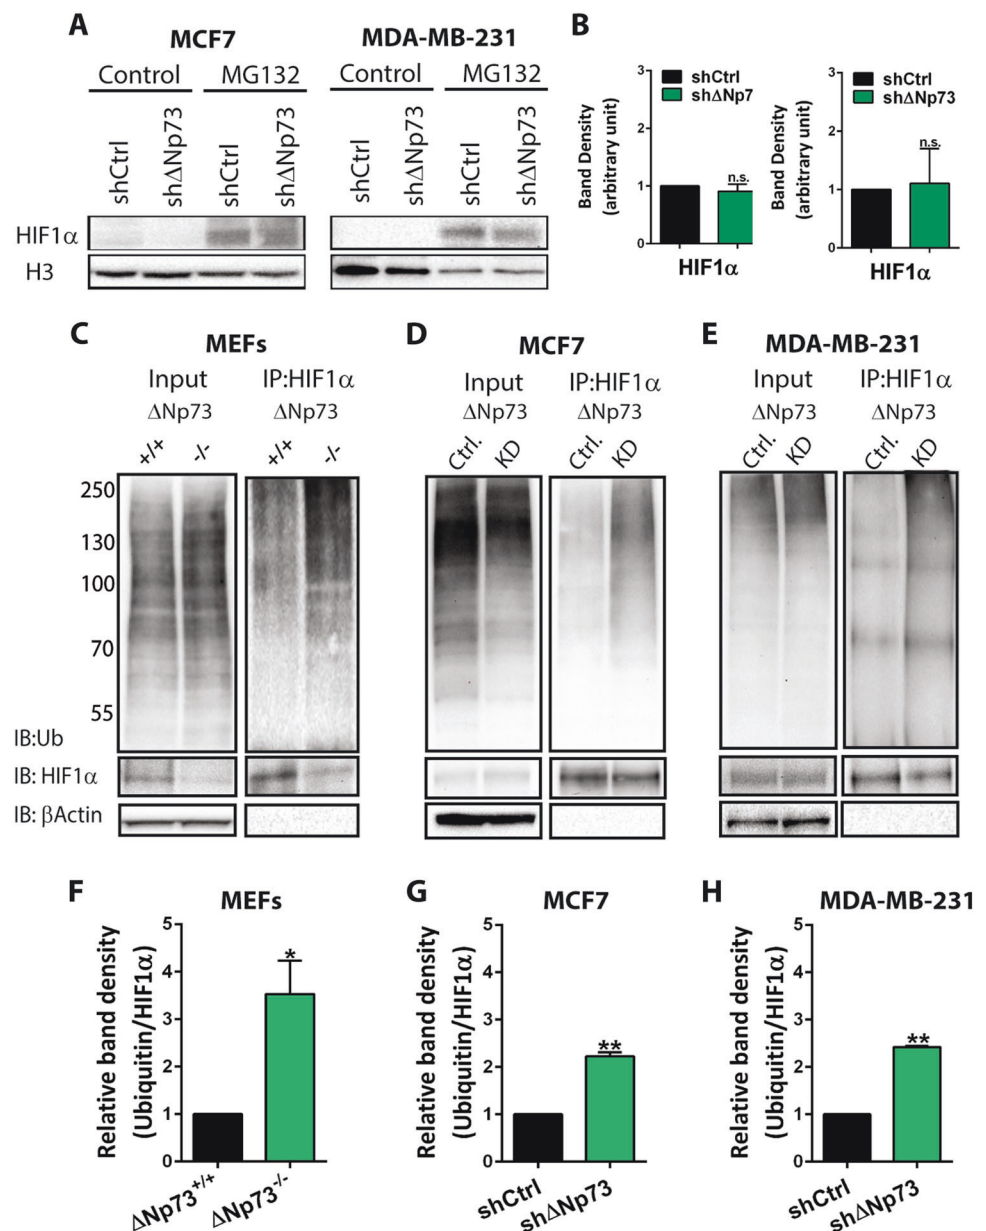 A
MCF7
MDA-MB-231
Control
MG132
Control
MG132
shCtrl
shΔNp73
shCtrl
shΔNp73
shCtrl
shΔNp73
shCtrl
shΔNp73
HIF1α
H3
B
Band Density
(arbitrary unit)
3
2
1
0
shCtrl
shΔNp7
n.s.
HIF1α
Band Density
(arbitrary unit)
3
2
1
0
shCtrl
shΔNp73
n.s.
HIF1α
C
MEFs
Input
IP:HIF1α
ΔNp73
ΔNp73
+/+
-/-
+/+
-/-
250
130
100
70
55
IB:Ub
IB: HIF1α
IB: βActin
D
MCF7
Input
IP:HIF1α
ΔNp73
ΔNp73
Ctrl.
KD
Ctrl.
KD
E
MDA-MB-231
Input
IP:HIF1α
ΔNp73
ΔNp73
Ctrl.
KD
Ctrl.
KD
F
MEFs
Relative band density
(Ubiquitin/HIF1α)
5
4
3
2
1
0
*
ΔNp73+/+
ΔNp73-/-
G
MCF7
Relative band density
(Ubiquitin/HIF1α)
5
4
3
2
1
0
**
shCtrl
shΔNp73
H
MDA-MB-231
Relative band density
(Ubiquitin/HIF1α)
5
4
3
2
1
0
**
shCtrl
shΔNp73